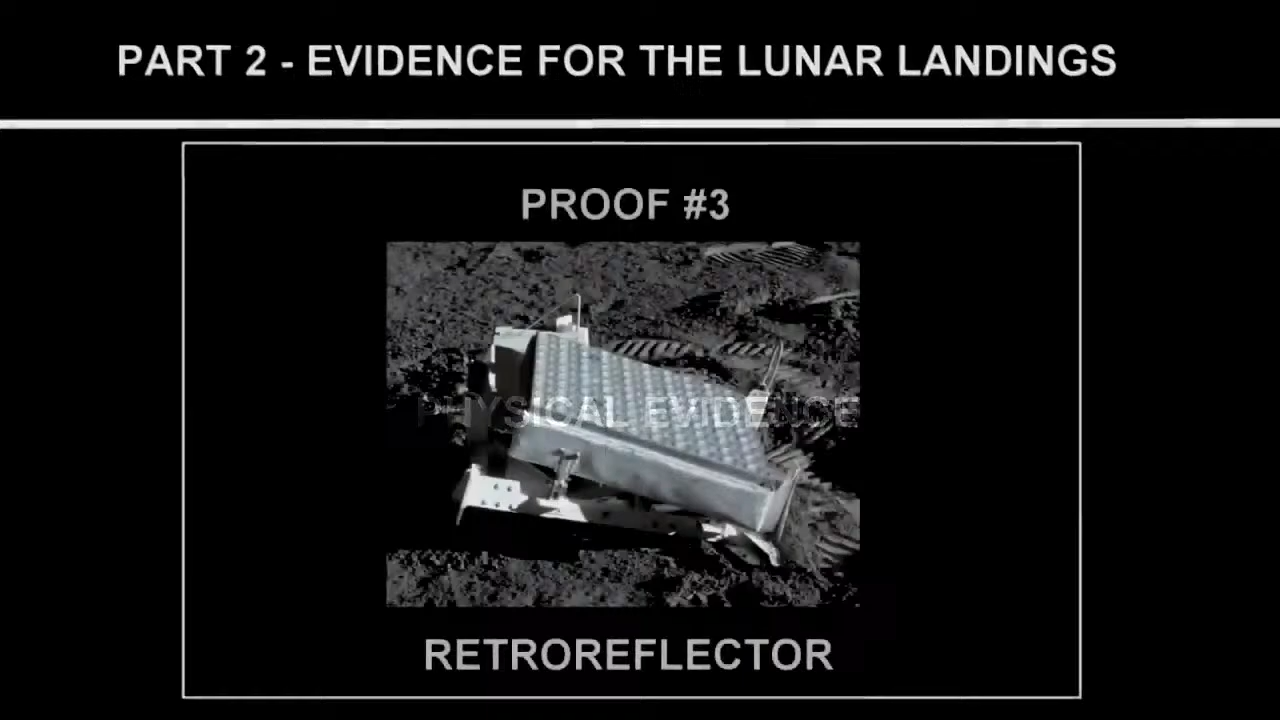 PART 2 - EVIDENCE FOR THE LUNAR LANDINGS
PROOF #3
PHYSICAL EVIDENCE
RETROREFLECTOR